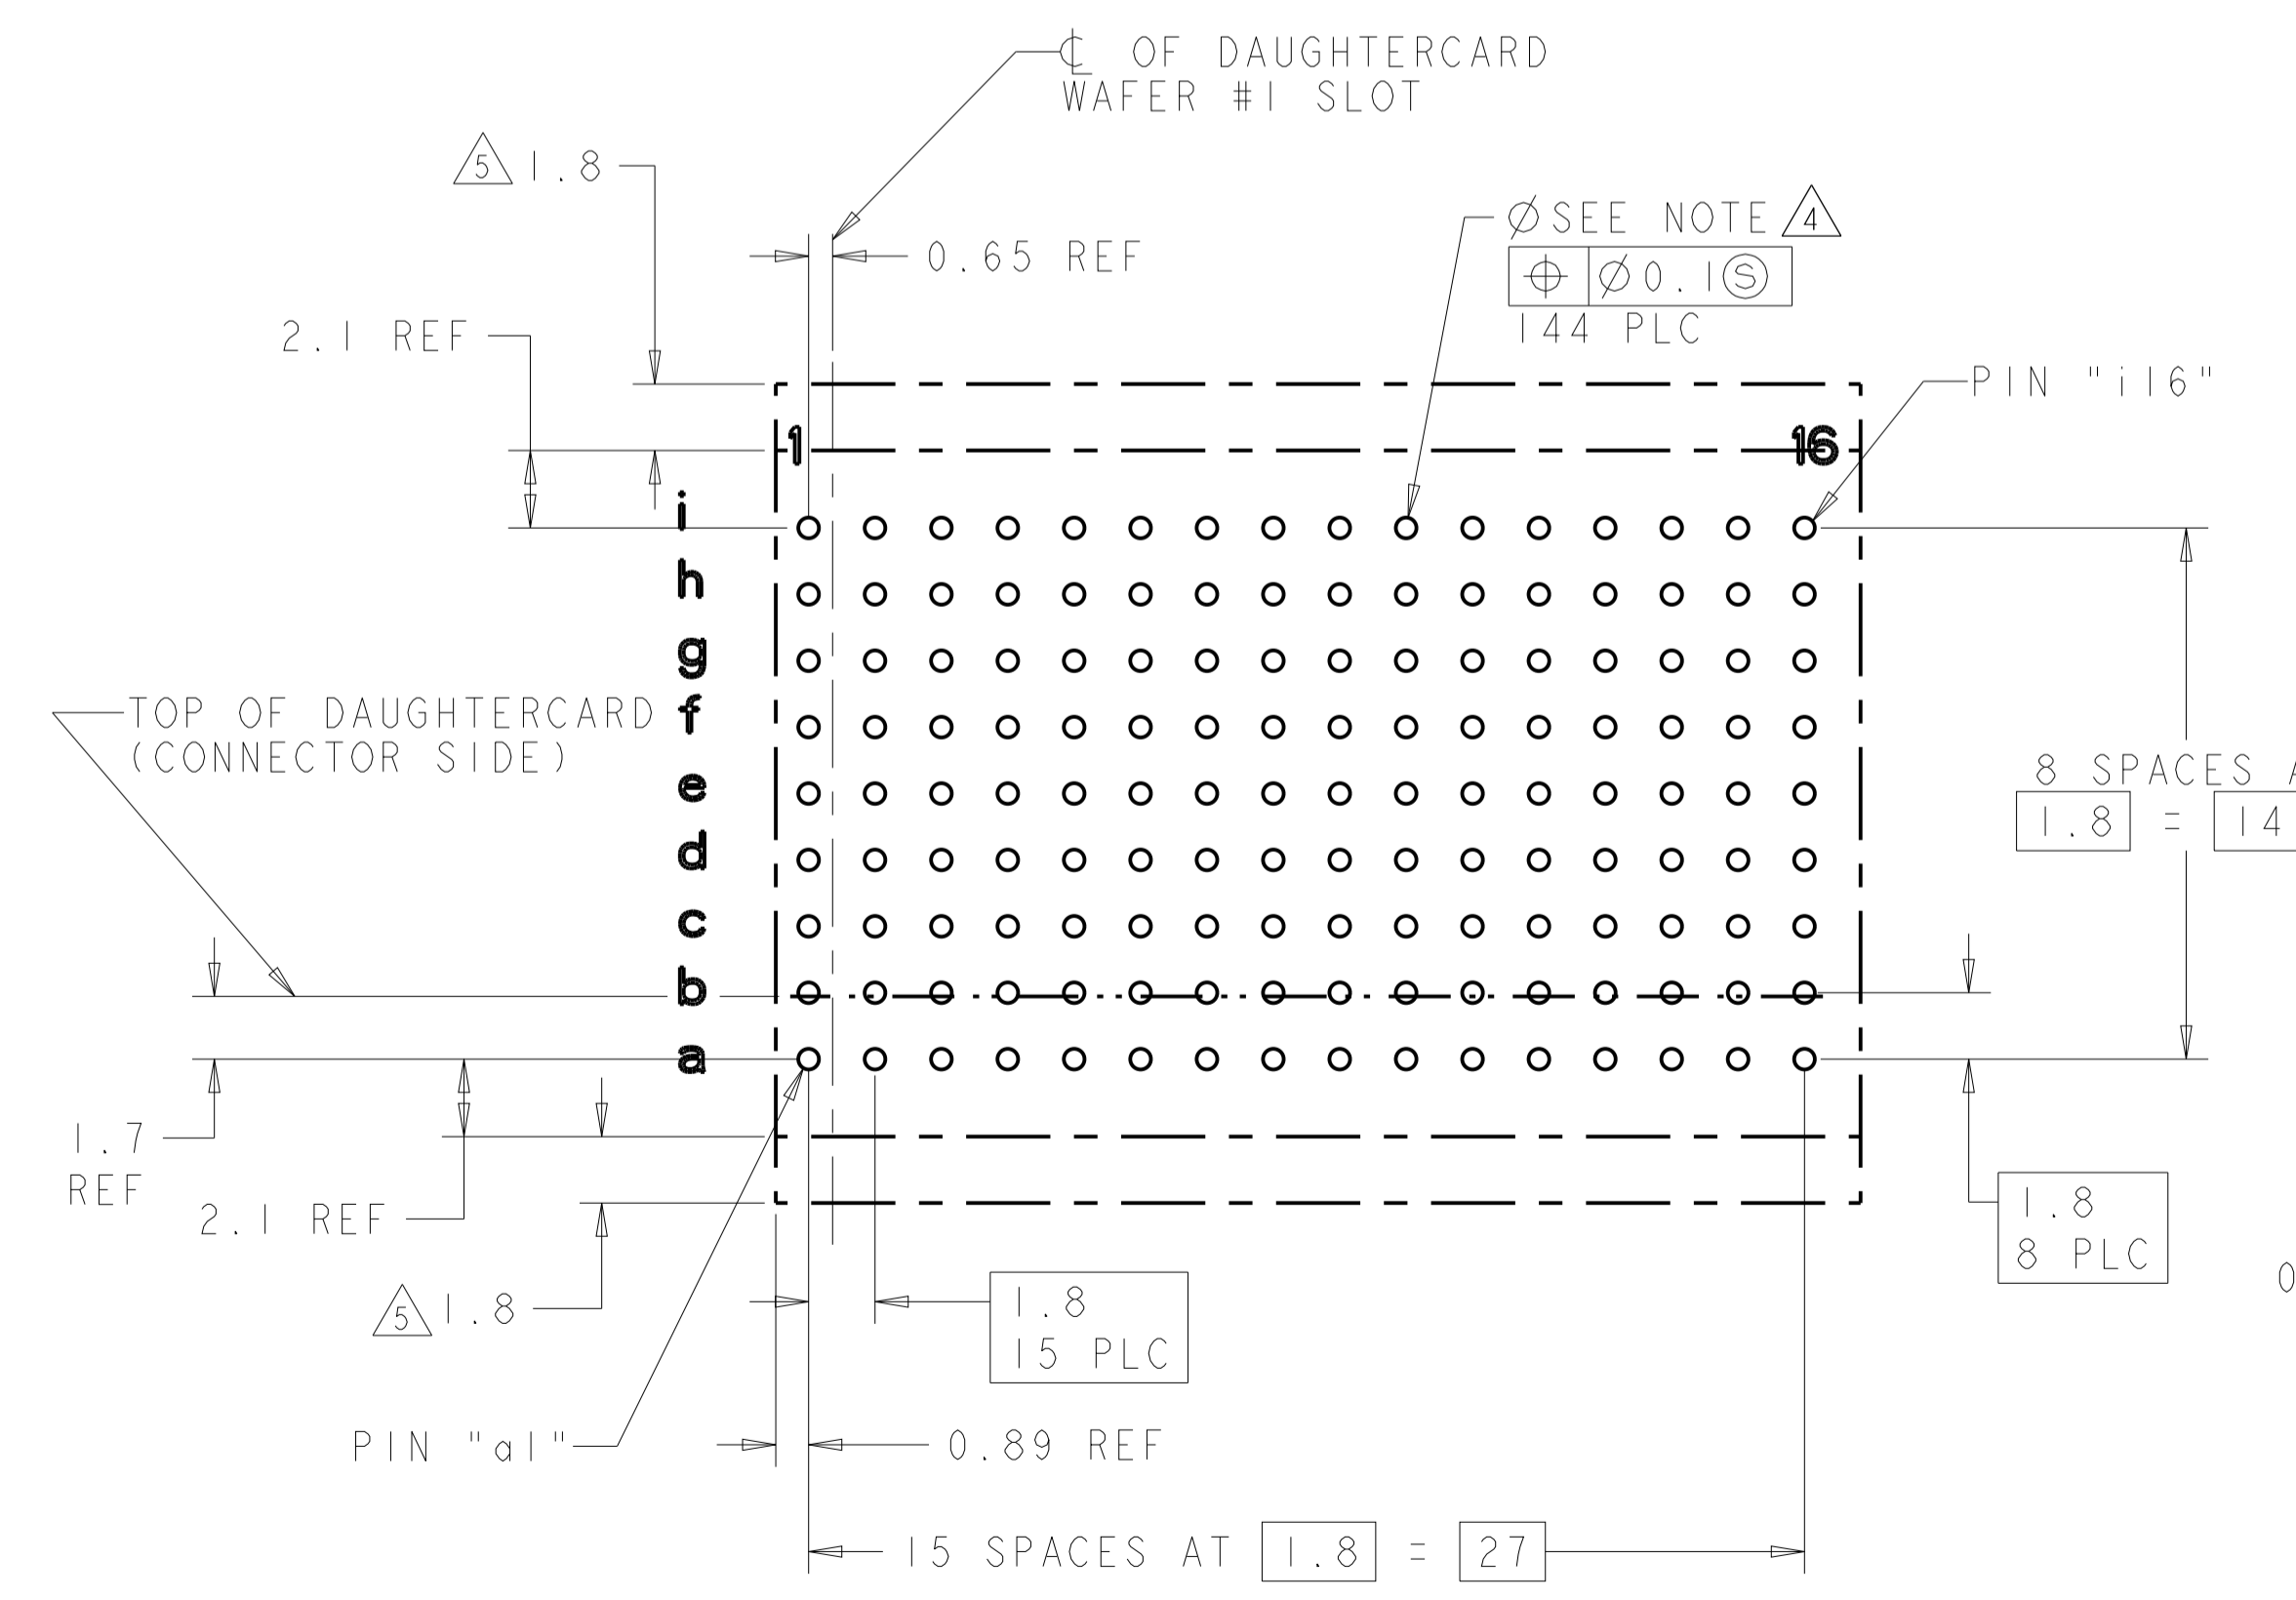 ℄ OF DAUGHTERCARD
WAFER #1 SLOT
5 1.8
0.65 REF
2.1 REF
⌀SEE NOTE 4
⌖ ⌀0.1Ⓢ
144 PLC
PIN "i16"
1 16
i
h
g
f
e
d
c
b
a
TOP OF DAUGHTERCARD
(CONNECTOR SIDE)
8 SPACES
1.8 = 14
1.7
REF
2.1 REF
5 1.8
1.8
8 PLC
1.8
15 PLC
PIN "a1"
0.89 REF
15 SPACES AT 1.8 = 27